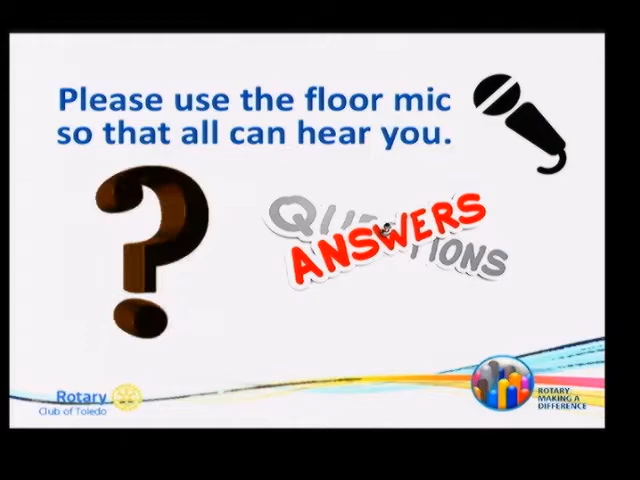 Please use the floor mic
so that all can hear you.
?
QUESTIONS
ANSWERS
Rotary
Club of Toledo
ROTARY
MAKING A
DIFFERENCE